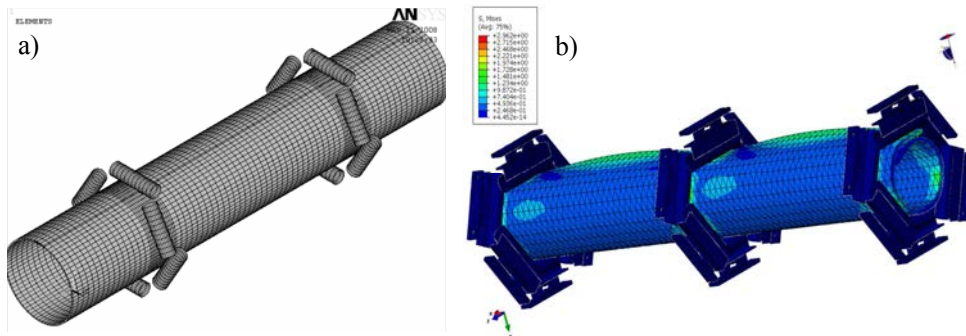 ELEMENTS
ANSYS
a)
b)
S, Mises
(Avg: 75%)
+2.962e+00
+2.715e+00
+2.468e+00
+2.221e+00
+1.974e+00
+1.728e+00
+1.481e+00
+1.234e+00
+9.872e-01
+7.404e-01
+4.936e-01
+2.468e-01
+4.452e-14